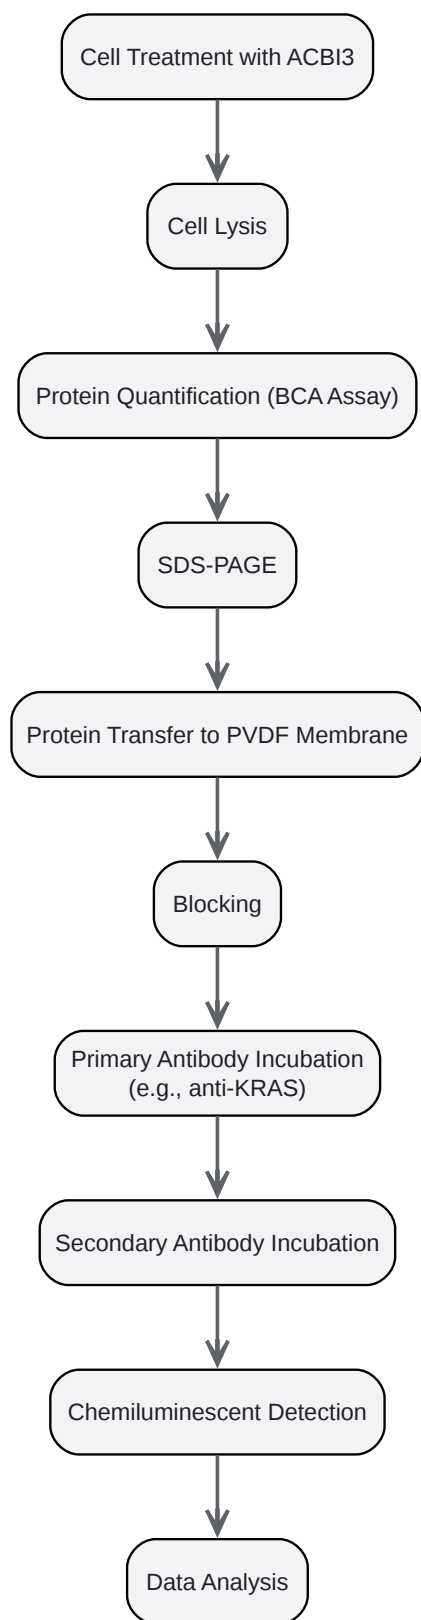 Cell Treatment with ACBI3
Cell Lysis
Protein Quantification (BCA Assay)
SDS-PAGE
Protein Transfer to PVDF Membrane
Blocking
Primary Antibody Incubation
(e.g., anti-KRAS)
Secondary Antibody Incubation
Chemiluminescent Detection
Data Analysis